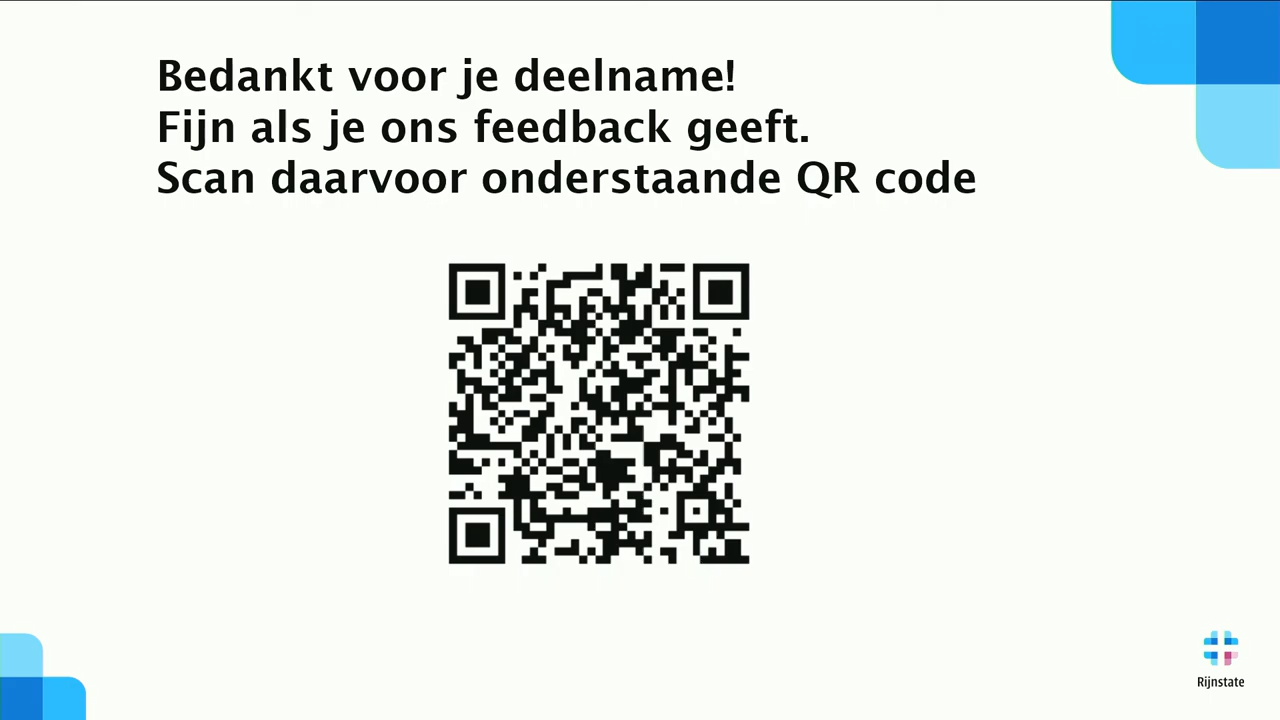 Bedankt voor je deelname!
Fijn als je ons feedback geeft.
Scan daarvoor onderstaande QR code
Rijnstate